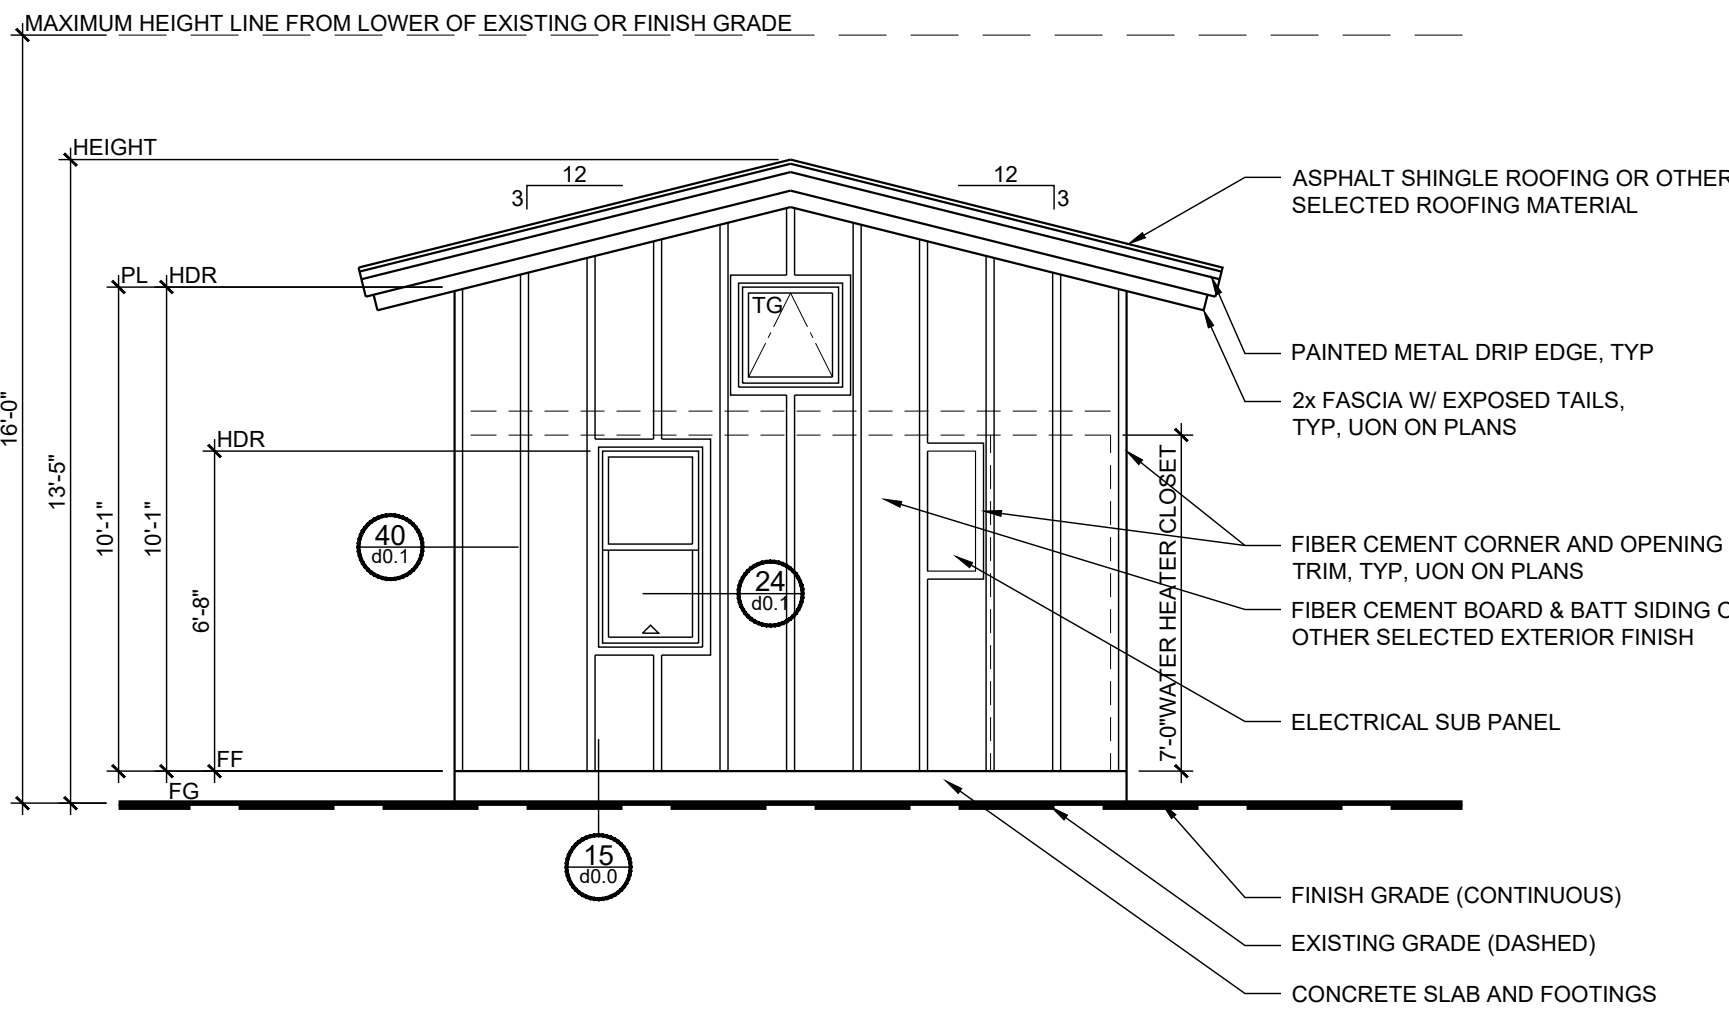 MAXIMUM HEIGHT LINE FROM LOWER OF EXISTING OR FINISH GRADE
HEIGHT
12
3
12
3
ASPHALT SHINGLE ROOFING OR OTHER
SELECTED ROOFING MATERIAL
PL
HDR
TG
PAINTED METAL DRIP EDGE, TYP
2x FASCIA W/ EXPOSED TAILS,
TYP, UON ON PLANS
16'-0"
13'-5"
10'-1"
10'-1"
HDR
6'-8"
40
d0.1
24
d0.1
7'-0"WATER HEATER CLOSET
FIBER CEMENT CORNER AND OPENING
TRIM, TYP, UON ON PLANS
FIBER CEMENT BOARD & BATT SIDING
OTHER SELECTED EXTERIOR FINISH
ELECTRICAL SUB PANEL
FF
FG
15
d0.0
FINISH GRADE (CONTINUOUS)
EXISTING GRADE (DASHED)
CONCRETE SLAB AND FOOTINGS